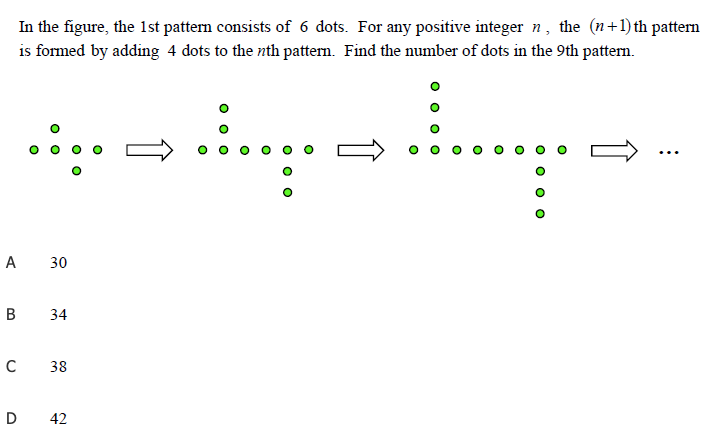 In the figure, the 1st pattern consists of 6 dots. For any positive integer n, the (n+1)th pattern
is formed by adding 4 dots to the nth pattern. Find the number of dots in the 9th pattern.
...
A 30
B 34
C 38
D 42